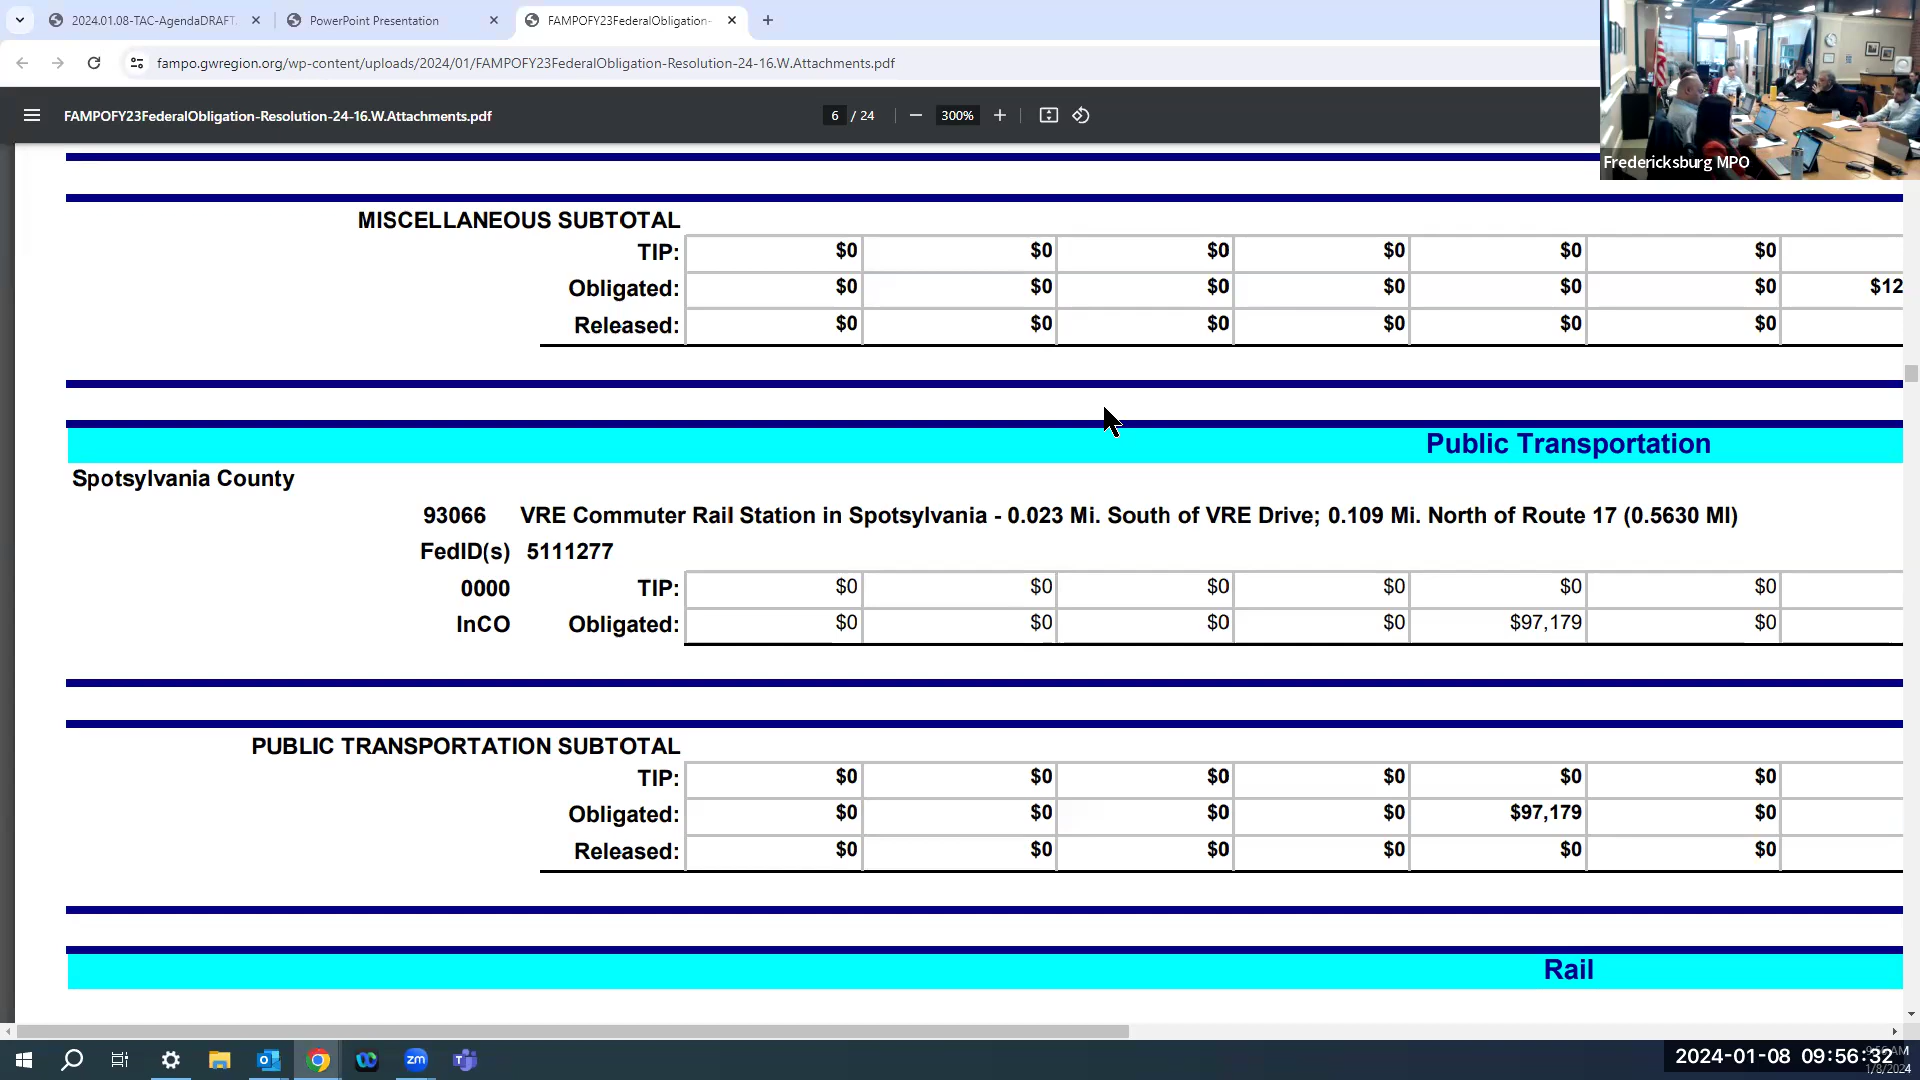 2024.01.08-TAC-AgendaDRAFT
PowerPoint Presentation
FAMPOFY23FederalObligation-
fampo.gwregion.org/wp-content/uploads/2024/01/FAMPOFY23FederalObligation-Resolution-24-16.W.Attachments.pdf
FAMPOFY23FederalObligation-Resolution-24-16.W.Attachments.pdf
6 / 24
300%
Fredericksburg MPO
MISCELLANEOUS SUBTOTAL
TIP: $0 $0 $0 $0 $0 $0
Obligated: $0 $0 $0 $0 $0 $0 $12
Released: $0 $0 $0 $0 $0 $0
Public Transportation
Spotsylvania County
93066 VRE Commuter Rail Station in Spotsylvania - 0.023 Mi. South of VRE Drive; 0.109 Mi. North of Route 17 (0.5630 MI)
FedID(s) 5111277
0000 TIP: $0 $0 $0 $0 $0 $0
InCO Obligated: $0 $0 $0 $0 $97,179 $0
PUBLIC TRANSPORTATION SUBTOTAL
TIP: $0 $0 $0 $0 $0 $0
Obligated: $0 $0 $0 $0 $97,179 $0
Released: $0 $0 $0 $0 $0 $0
Rail
zm
2024-01-08 09:56:32
1/8/2024